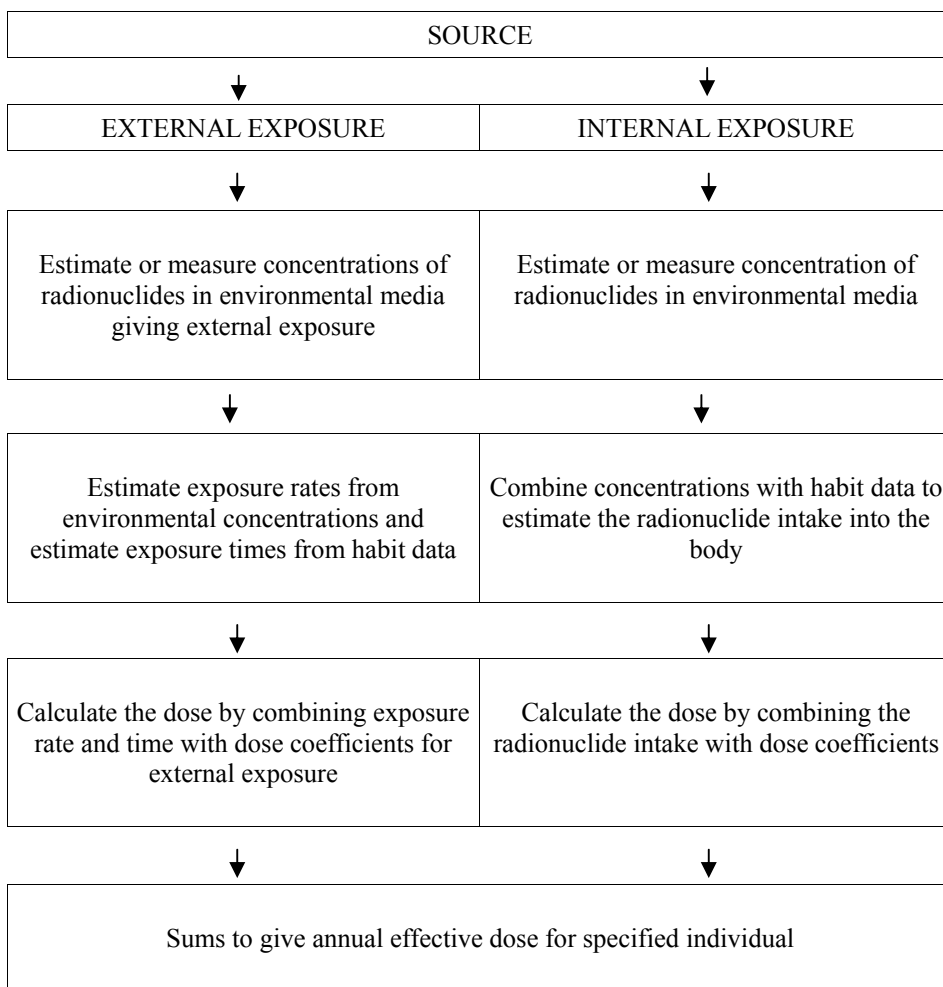 SOURCE
EXTERNAL EXPOSURE
INTERNAL EXPOSURE
Estimate or measure concentrations of
radionuclides in environmental media
giving external exposure
Estimate or measure concentration of
radionuclides in environmental media
Estimate exposure rates from
environmental concentrations and
estimate exposure times from habit data
Combine concentrations with habit data to
estimate the radionuclide intake into the
body
Calculate the dose by combining exposure
rate and time with dose coefficients for
external exposure
Calculate the dose by combining the
radionuclide intake with dose coefficients
Sums to give annual effective dose for specified individual